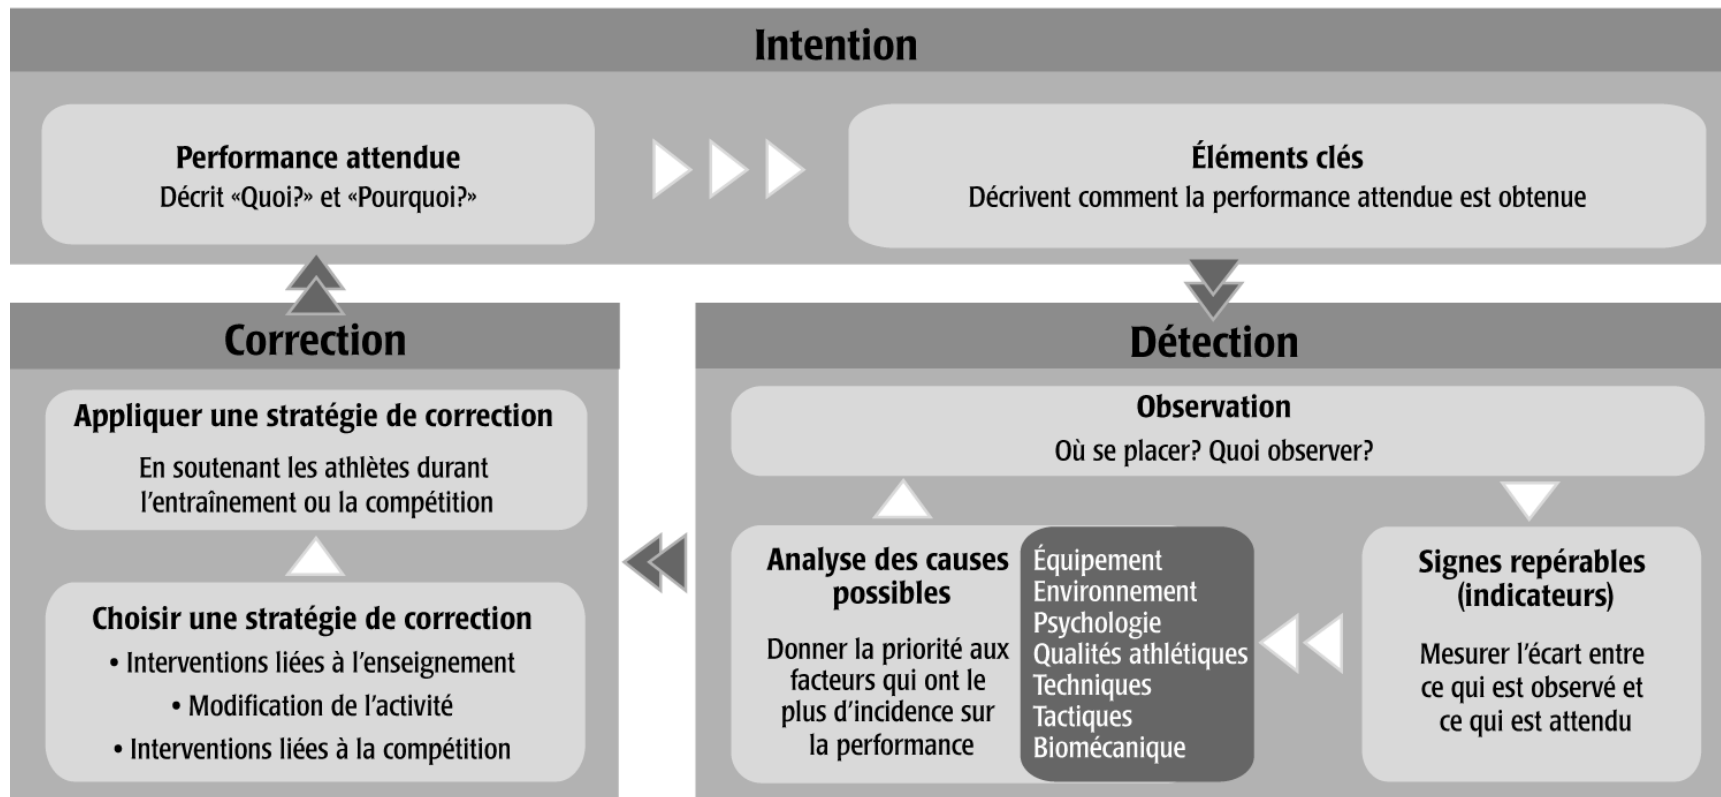 Intention
Performance attendue
Décrit «Quoi?» et «Pourquoi?»
Éléments clés
Décrivent comment la performance attendue est obtenue
Correction
Appliquer une stratégie de correction
En soutenant les athlètes durant
l'entraînement ou la compétition
Choisir une stratégie de correction
• Interventions liées à l'enseignement
• Modification de l'activité
• Interventions liées à la compétition
Détection
Observation
Où se placer? Quoi observer?
Analyse des causes
possibles
Donner la priorité aux
facteurs qui ont le
plus d'incidence sur
la performance
Équipement
Environnement
Psychologie
Qualités athlétiques
Techniques
Tactiques
Biomécanique
Signes repérables
(indicateurs)
Mesurer l'écart entre
ce qui est observé et
ce qui est attendu